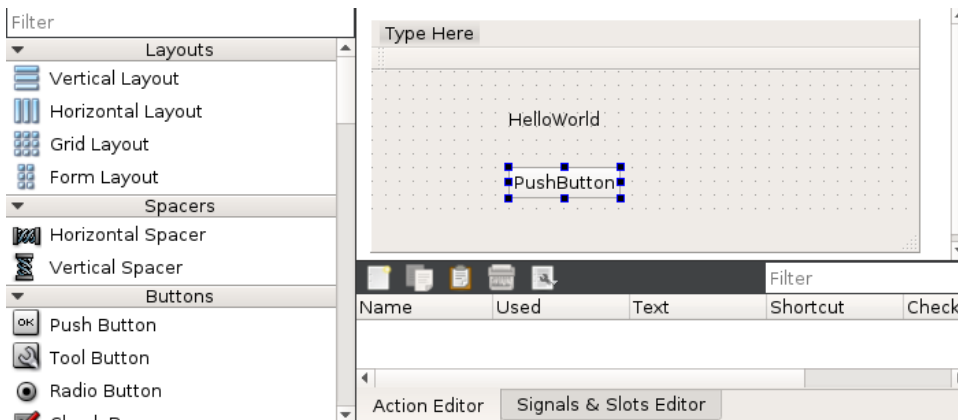 Filter
Layouts
Vertical Layout
Horizontal Layout
Grid Layout
Form Layout
Spacers
Horizontal Spacer
Vertical Spacer
Buttons
OK Push Button
Tool Button
Radio Button
Type Here
HelloWorld
PushButton
Filter
Name Used Text Shortcut Check
Action Editor Signals & Slots Editor